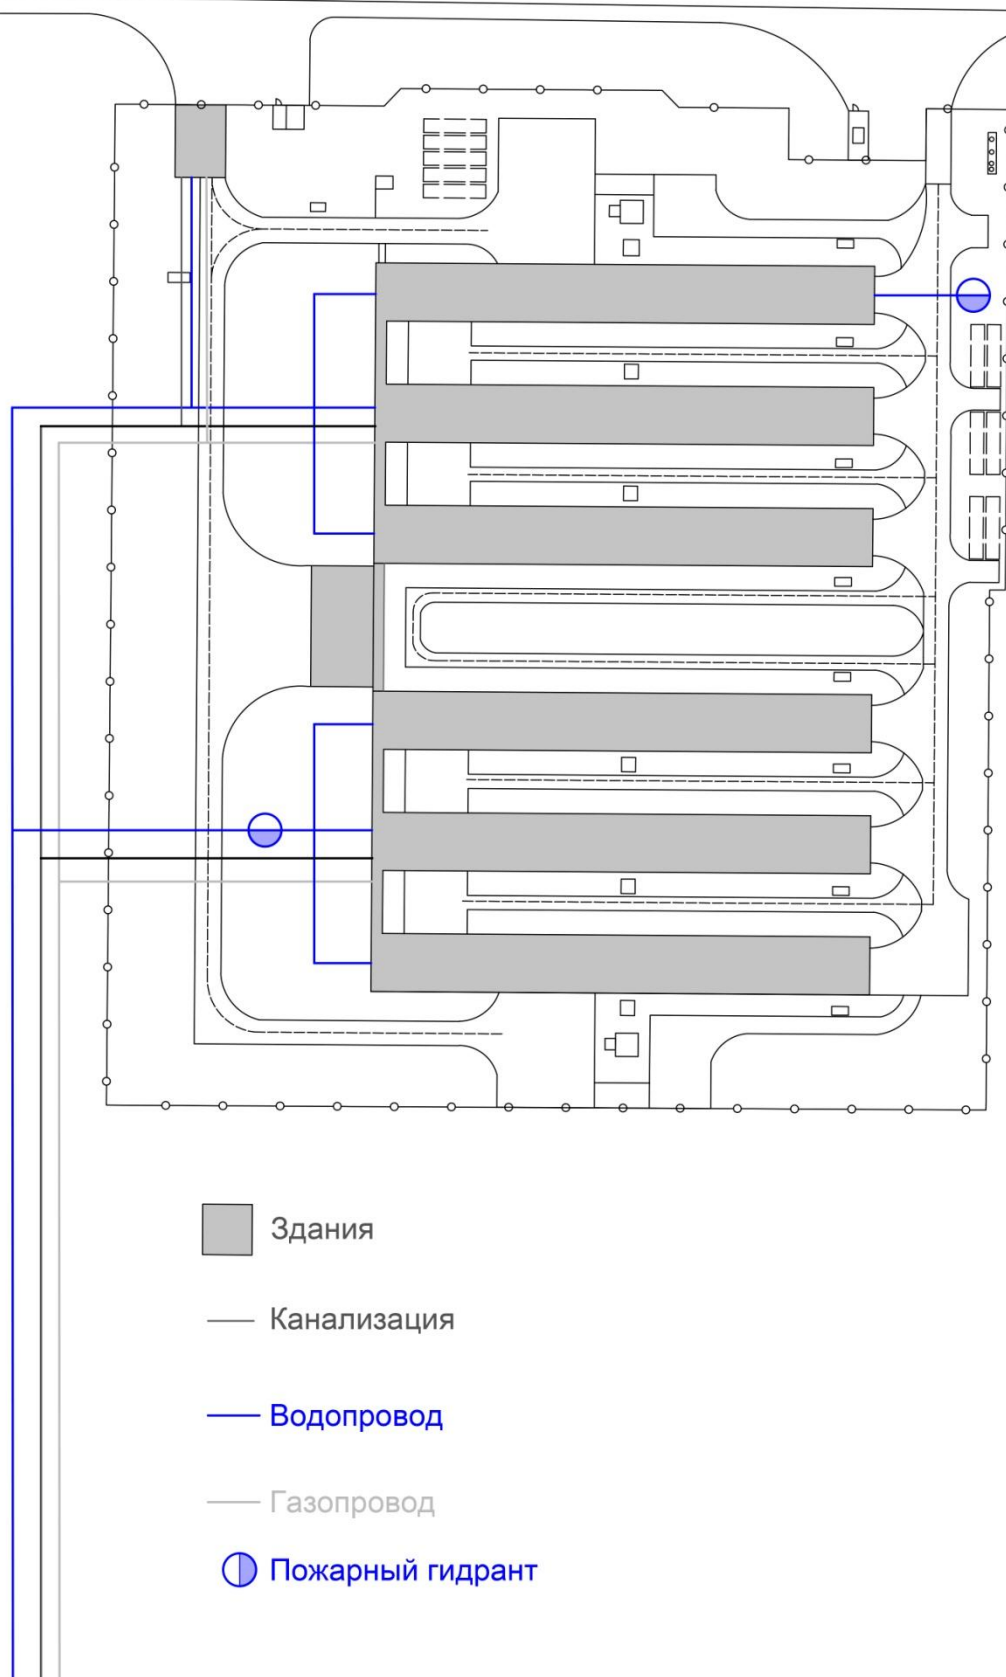 Здания
Канализация
Водопровод
Газопровод
Пожарный гидрант